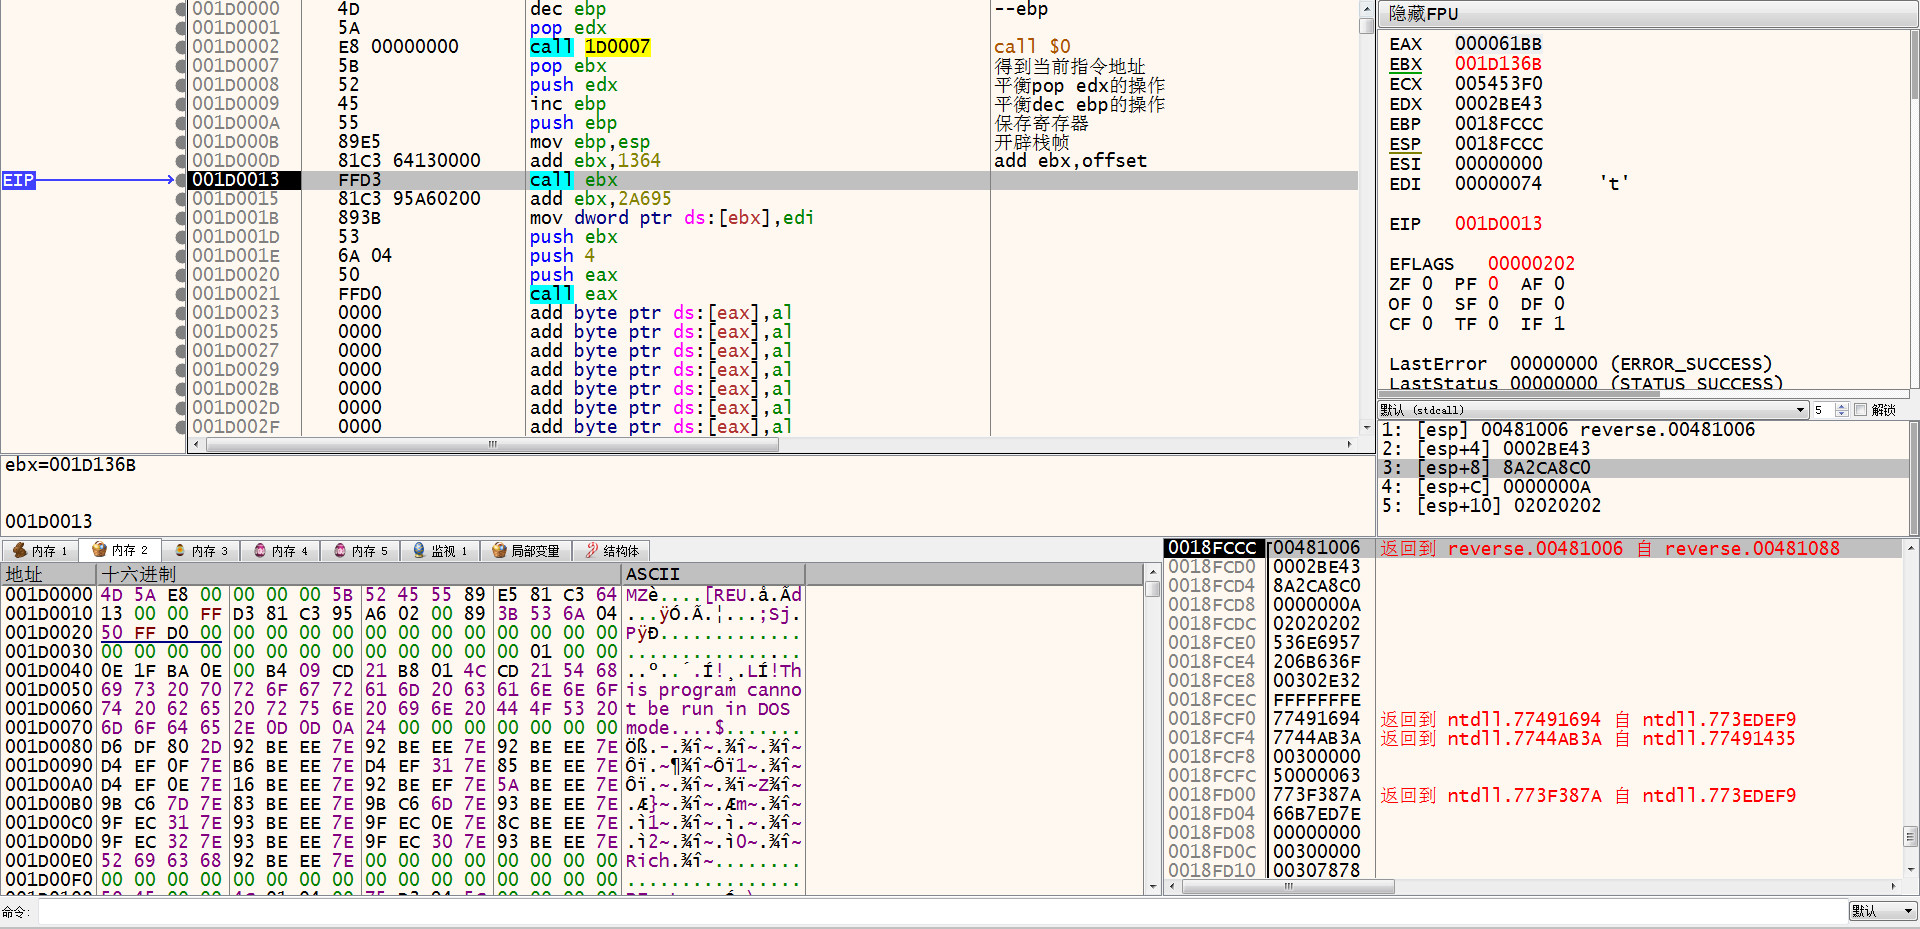 001D0000 4D dec ebp --ebp
001D0001 5A pop edx
001D0002 E8 00000000 call 1D0007 call $0
001D0007 5B pop ebx 得到当前指令地址
001D0008 52 push edx 平衡pop edx的操作
001D0009 45 inc ebp 平衡dec ebp的操作
001D000A 55 push ebp 保存寄存器
001D000B 89E5 mov ebp,esp 开辟栈帧
001D000D 81C3 64130000 add ebx,1364 add ebx,offset
EIP 001D0013 FFD3 call ebx
001D0015 81C3 95A60200 add ebx,2A695
001D001B 893B mov dword ptr ds:[ebx],edi
001D001D 53 push ebx
001D001E 6A 04 push 4
001D0020 50 push eax
001D0021 FFD0 call eax
001D0023 0000 add byte ptr ds:[eax],al
001D0025 0000 add byte ptr ds:[eax],al
001D0027 0000 add byte ptr ds:[eax],al
001D0029 0000 add byte ptr ds:[eax],al
001D002B 0000 add byte ptr ds:[eax],al
001D002D 0000 add byte ptr ds:[eax],al
001D002F 0000 add byte ptr ds:[eax],al
隐藏FPU
EAX 000061BB
EBX 001D136B
ECX 005453F0
EDX 0002BE43
EBP 0018FCCC
ESP 0018FCCC
ESI 00000000
EDI 00000074 't'
EIP 001D0013
EFLAGS 00000202
ZF 0 PF 0 AF 0
OF 0 SF 0 DF 0
CF 0 TF 0 IF 1
LastError 00000000 (ERROR_SUCCESS)
LastStatus 00000000 (STATUS_SUCCESS)
默认 (stdcall) 5 解锁
1: [esp] 00481006 reverse.00481006
2: [esp+4] 0002BE43
3: [esp+8] 8A2CA8C0
4: [esp+C] 0000000A
5: [esp+10] 02020202
ebx=001D136B
001D0013
内存 1 内存 2 内存 3 内存 4 内存 5 监视 1 局部变量 结构体
地址 十六进制 ASCII
001D0000 4D 5A E8 00 00 00 00 5B 52 45 55 89 E5 81 C3 64 MZè....[REU.å.Ãd
001D0010 13 00 00 FF D3 81 C3 95 A6 02 00 89 3B 53 6A 04 ...ÿÓ.Ã.¦...;Sj.
001D0020 50 FF D0 00 00 00 00 00 00 00 00 00 00 00 00 00 PÿÐ.............
001D0030 00 00 00 00 00 00 00 00 00 00 00 00 00 01 00 00 ................
001D0040 0E 1F BA 0E 00 B4 09 CD 21 B8 01 4C CD 21 54 68 ..º..´.Í!¸.LÍ!Th
001D0050 69 73 20 70 72 6F 67 72 61 6D 20 63 61 6E 6E 6F is program canno
001D0060 74 20 62 65 20 72 75 6E 20 69 6E 20 44 4F 53 20 t be run in DOS
001D0070 6D 6F 64 65 2E 0D 0D 0A 24 00 00 00 00 00 00 00 mode....$.......
001D0080 D6 DF 80 2D 92 BE EE 7E 92 BE EE 7E 92 BE EE 7E Öß.-.¾î~.¾î~.¾î~
001D0090 D4 EF 0F 7E B6 BE EE 7E D4 EF 31 7E 85 BE EE 7E Ôï.~¶¾î~Ôï1~.¾î~
001D00A0 D4 EF 0E 7E 16 BE EE 7E 92 BE EF 7E 5A BE EE 7E Ôï.~.¾î~.¾ï~Z¾î~
001D00B0 9B C6 7D 7E 83 BE EE 7E 9B C6 6D 7E 93 BE EE 7E .Æ}~.¾î~.Æm~.¾î~
001D00C0 9F EC 31 7E 93 BE EE 7E 9F EC 0E 7E 8C BE EE 7E .ì1~.¾î~.ì.~.¾î~
001D00D0 9F EC 32 7E 93 BE EE 7E 9F EC 30 7E 93 BE EE 7E .ì2~.¾î~.ì0~.¾î~
001D00E0 52 69 63 68 92 BE EE 7E 00 00 00 00 00 00 00 00 Rich.¾î~........
001D00F0 00 00 00 00 00 00 00 00 00 00 00 00 00 00 00 00 ................
0018FCCC 00481006 返回到 reverse.00481006 自 reverse.00481088
0018FCD0 0002BE43
0018FCD4 8A2CA8C0
0018FCD8 0000000A
0018FCDC 02020202
0018FCE0 536E6957
0018FCE4 206B636F
0018FCE8 00302E32
0018FCEC FFFFFFFE
0018FCF0 77491694 返回到 ntdll.77491694 自 ntdll.773EDEF9
0018FCF4 7744AB3A 返回到 ntdll.7744AB3A 自 ntdll.77491435
0018FCF8 00300000
0018FCFC 50000063
0018FD00 773F387A 返回到 ntdll.773F387A 自 ntdll.773EDEF9
0018FD04 66B7ED7E
0018FD08 00000000
0018FD0C 00300000
0018FD10 00307878
命令: 默认